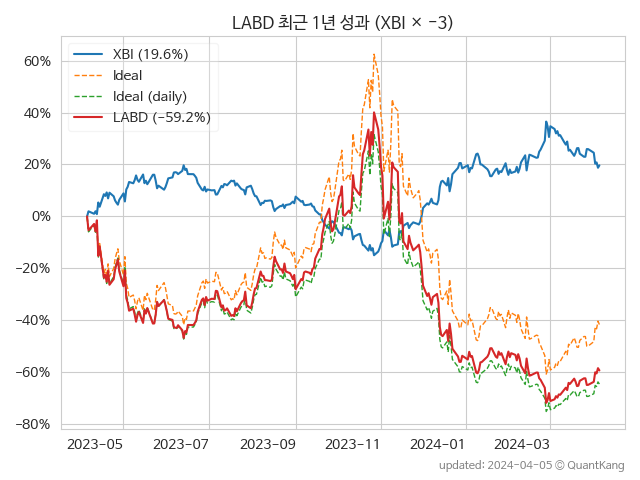 LABD 최근 1년 성과 (XBI × −3)
XBI (19.6%)
Ideal
Ideal (daily)
LABD (−59.2%)
60%
40%
20%
0%
−20%
−40%
−60%
−80%
2023-05 2023-07 2023-09 2023-11 2024-01 2024-03
updated: 2024-04-05 © QuantKang